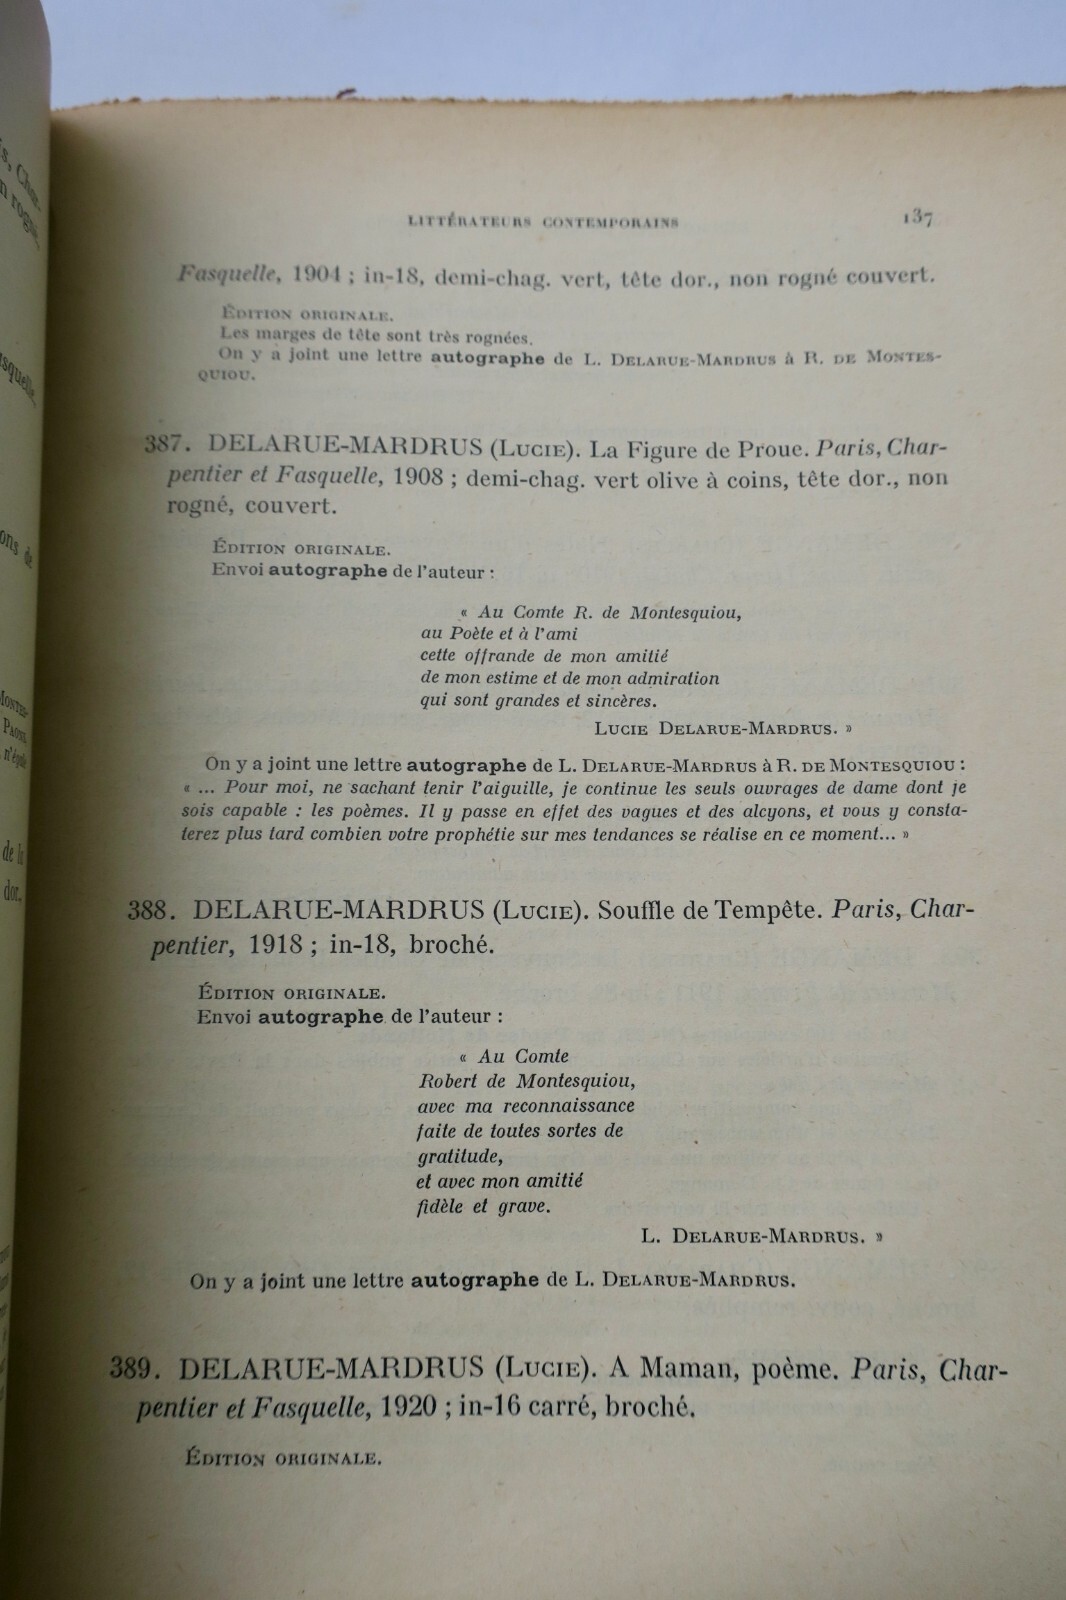 LITTÉRATEURS CONTEMPORAINS 137
Fasquelle, 1904 ; in-18, demi-chag. vert, tête dor., non rogné couvert.
ÉDITION ORIGINALE.
Les marges de tête sont très rognées.
On y a joint une lettre autographe de L. DELARUE-MARDRUS à R. DE MONTES-
QUIOU.
387. DELARUE-MARDRUS (LUCIE). La Figure de Proue. Paris, Char-
pentier et Fasquelle, 1908 ; demi-chag. vert olive à coins, tête dor., non
rogné, couvert.
ÉDITION ORIGINALE.
Envoi autographe de l'auteur :
« Au Comte R. de Montesquiou,
au Poète et à l'ami
cette offrande de mon amitié
de mon estime et de mon admiration
qui sont grandes et sincères.
LUCIE DELARUE-MARDRUS. »
On y a joint une lettre autographe de L. DELARUE-MARDRUS à R. DE MONTESQUIOU :
« ... Pour moi, ne sachant tenir l'aiguille, je continue les seuls ouvrages de dame dont je
sois capable : les poèmes. Il y passe en effet des vagues et des alcyons, et vous y consta-
terez plus tard combien votre prophétie sur mes tendances se réalise en ce moment... »
388. DELARUE-MARDRUS (LUCIE). Souffle de Tempête. Paris, Char-
pentier, 1918 ; in-18, broché.
ÉDITION ORIGINALE.
Envoi autographe de l'auteur :
« Au Comte
Robert de Montesquiou,
avec ma reconnaissance
faite de toutes sortes de
gratitude,
et avec mon amitié
fidèle et grave.
L. DELARUE-MARDRUS. »
On y a joint une lettre autographe de L. DELARUE-MARDRUS.
389. DELARUE-MARDRUS (LUCIE). A Maman, poème. Paris, Char-
pentier et Fasquelle, 1920 ; in-16 carré, broché.
ÉDITION ORIGINALE.